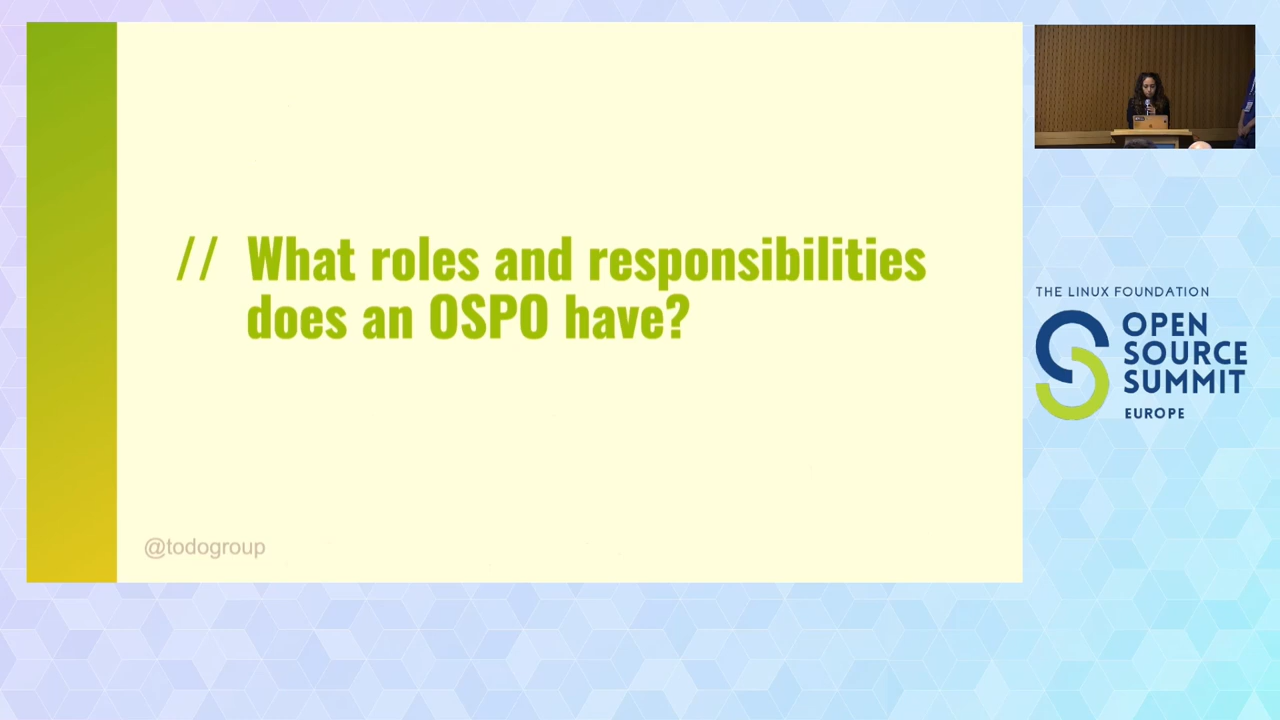 // What roles and responsibilities
does an OSPO have?
@todogroup
THE LINUX FOUNDATION
OPEN
SOURCE
SUMMIT
EUROPE